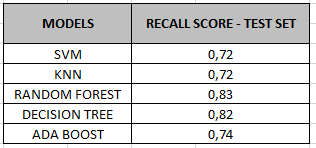 MODELS RECALL SCORE - TEST SET
SVM 0,72
KNN 0,72
RANDOM FOREST 0,83
DECISION TREE 0,82
ADA BOOST 0,74